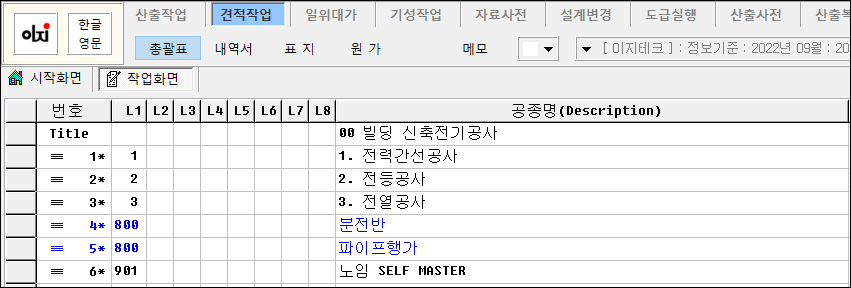 이지 한글 영문
산출작업 견적작업 일위대가 기성작업 자료사전 설계변경 도급실행 산출사전 산출복
총괄표 내역서 표 지 원 가 메모 [ 이지테크 ] : 정보기준 : 2022년 09월 : 20
시작화면 작업화면
번호 L1 L2 L3 L4 L5 L6 L7 L8 공종명(Description)
Title 00 빌딩 신축전기공사
1* 1 1. 전력간선공사
2* 2 2. 전등공사
3* 3 3. 전열공사
4* 800 분전반
5* 800 파이프행가
6* 901 노임 SELF MASTER